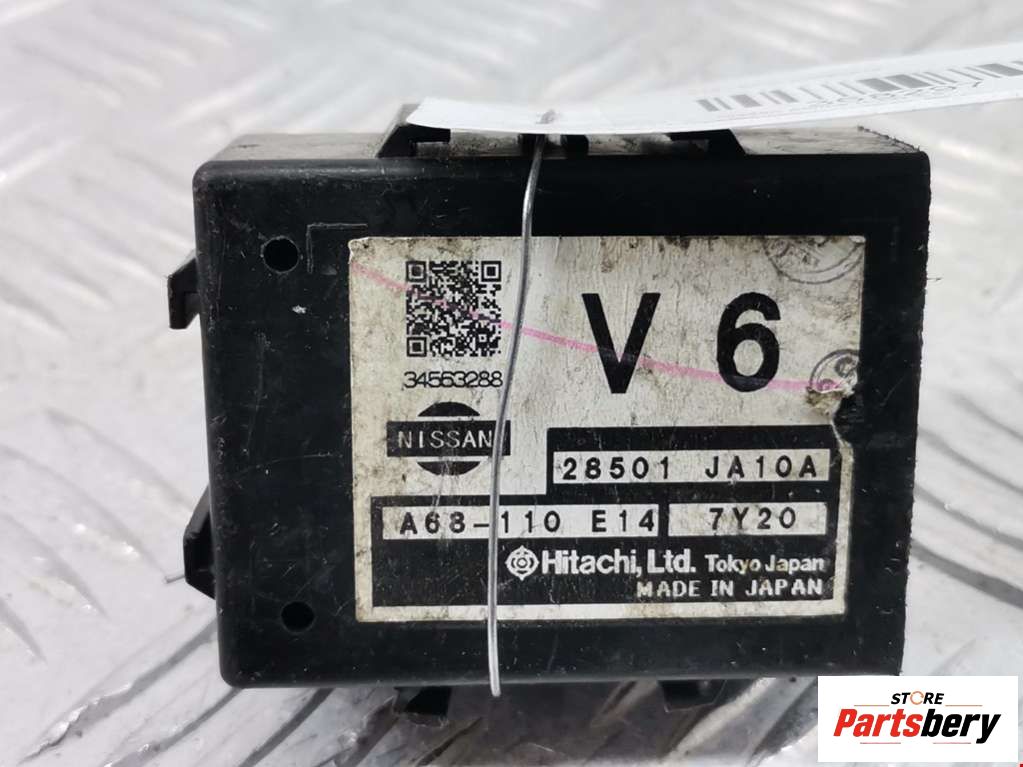 V 6
34563288
NISSAN
28501 JA10A
A68-110 E14 7Y20
Hitachi, Ltd. Tokyo Japan
MADE IN JAPAN
STORE
Partsbery